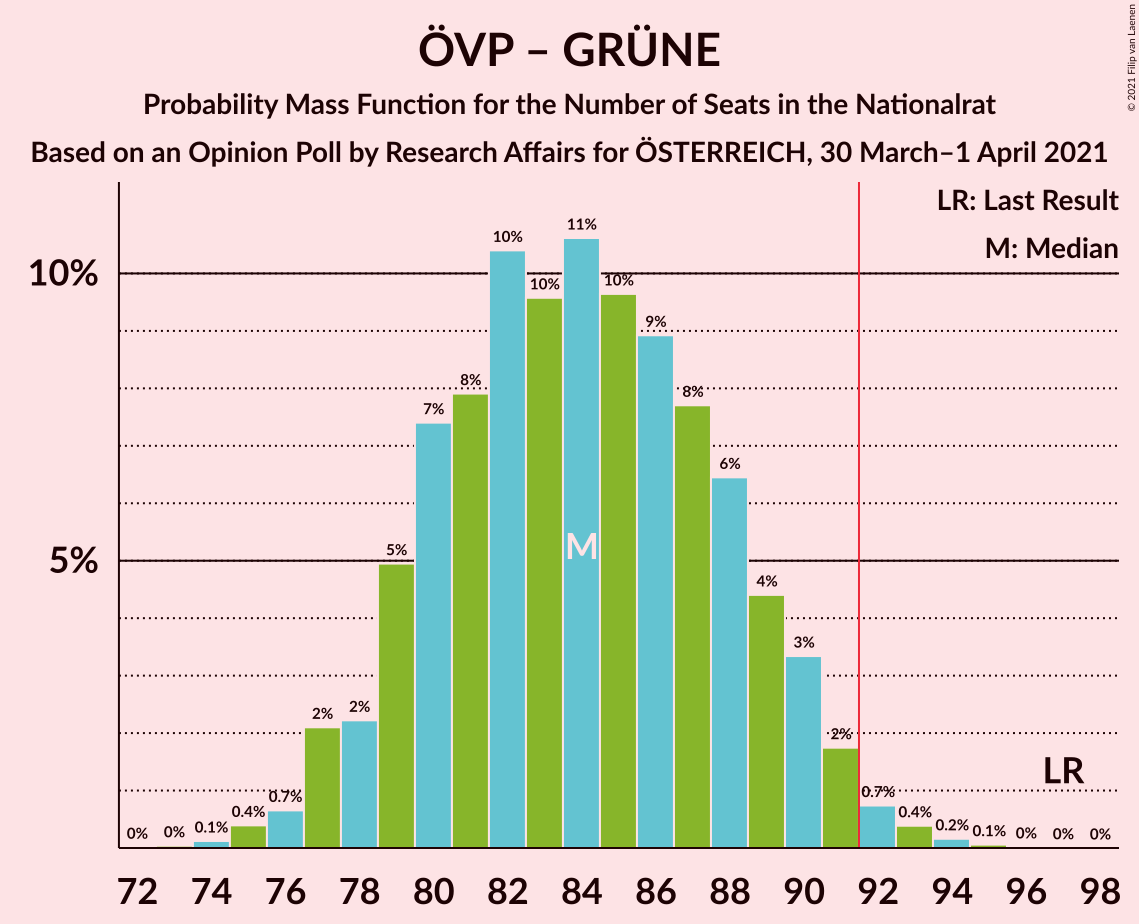 ÖVP – GRÜNE
Probability Mass Function for the Number of Seats in the Nationalrat
Based on an Opinion Poll by Research Affairs for ÖSTERREICH, 30 March–1 April 2021
© 2021 Filip van Laenen
LR: Last Result
M: Median
10%
5%
0% 0% 0.1% 0.4% 0.7% 2% 2% 5% 7% 8% 10% 10% 11% 10% 9% 8% 6% 4% 3% 2% 0.7% 0.4% 0.2% 0.1% 0% 0% 0%
M
LR
72 74 76 78 80 82 84 86 88 90 92 94 96 98